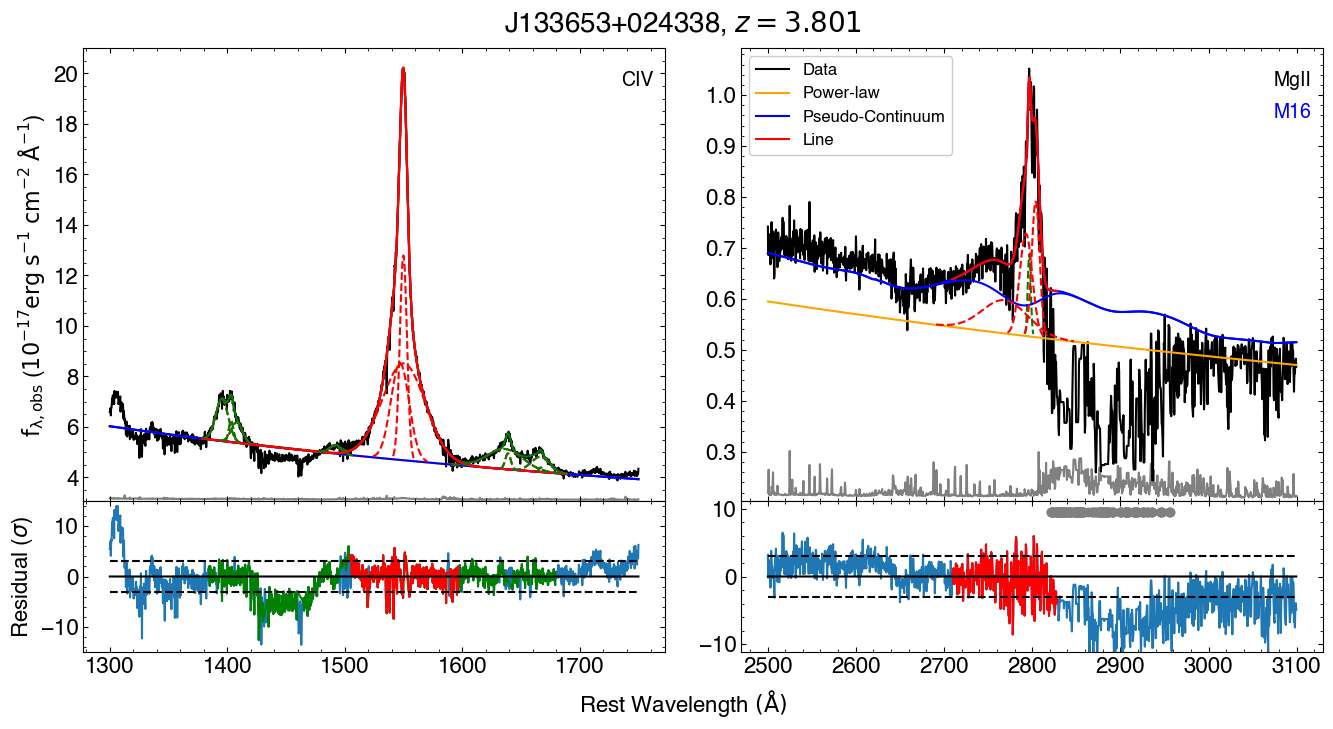 J133653+024338, z = 3.801
CIV
20
18
16
14
12
10
8
6
4
f_λ,obs (10⁻¹⁷erg s⁻¹ cm⁻² Å⁻¹)
Data
Power-law
Pseudo-Continuum
Line
MgII
M16
1.0
0.9
0.8
0.7
0.6
0.5
0.4
0.3
Residual (σ)
10
0
−10
10
0
−10
1300 1400 1500 1600 1700
2500 2600 2700 2800 2900 3000 3100
Rest Wavelength (Å)